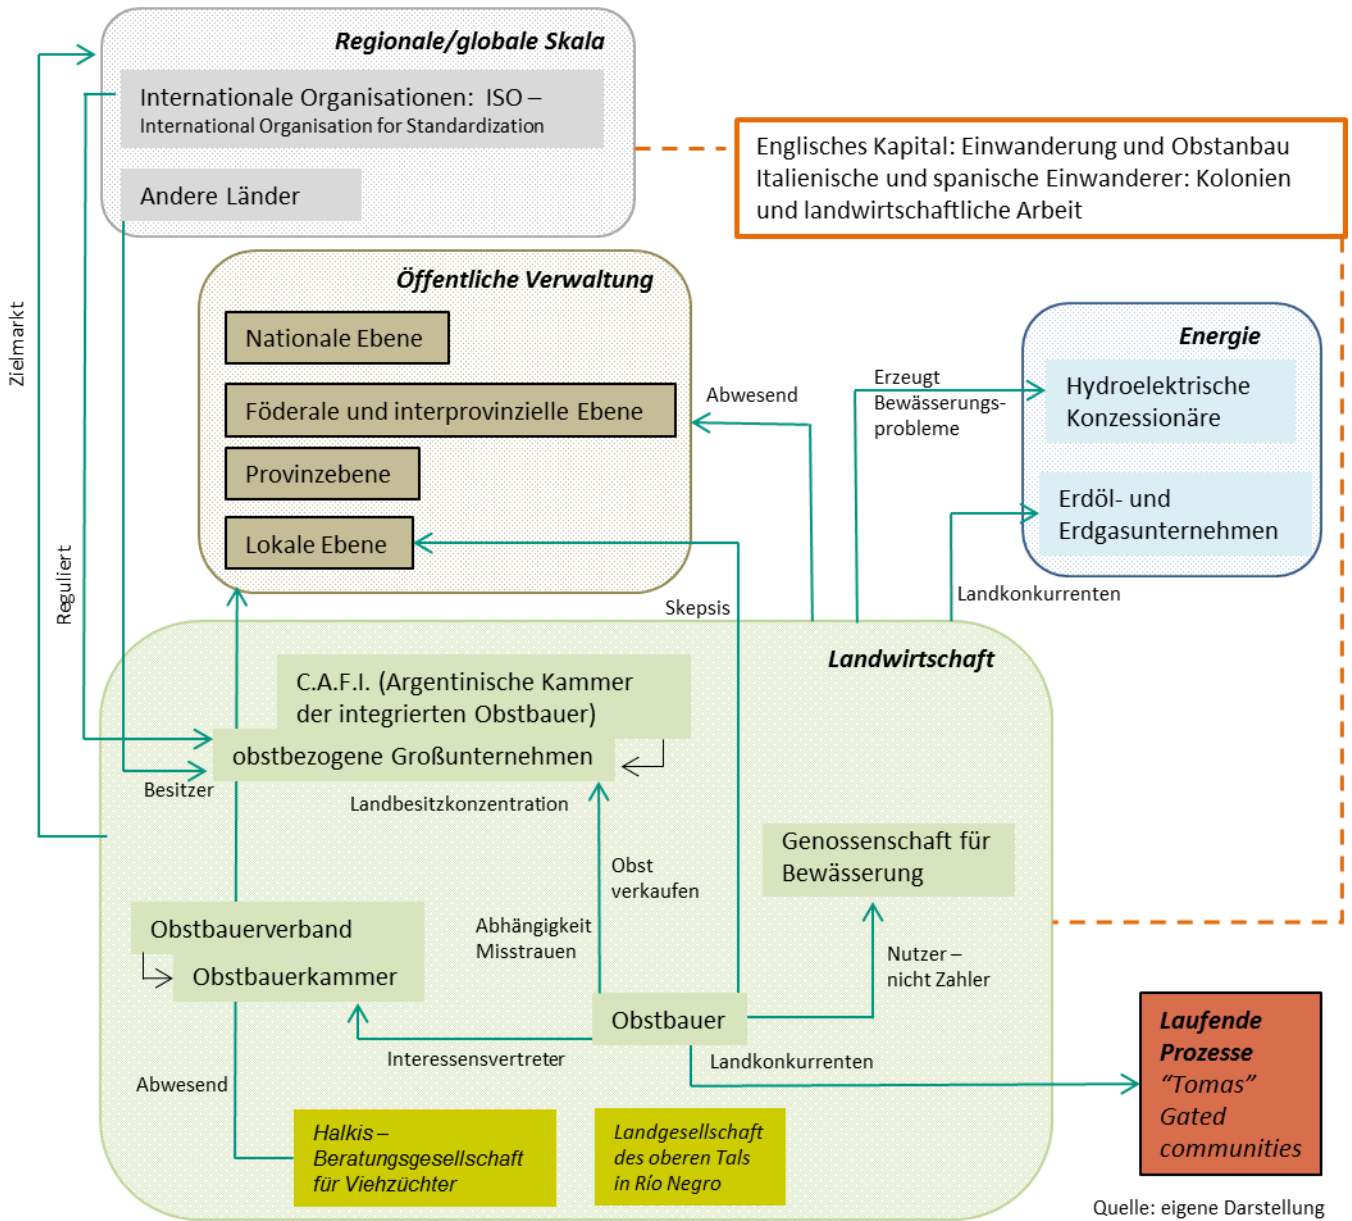 Regionale/globale Skala
Internationale Organisationen:  ISO –
International Organisation for Standardization
Andere Länder
Englisches Kapital: Einwanderung und Obstanbau
Italienische und spanische Einwanderer: Kolonien
und landwirtschaftliche Arbeit
Öffentliche Verwaltung
Nationale Ebene
Föderale und interprovinzielle Ebene
Provinzebene
Lokale Ebene
Zielmarkt
Reguliert
Abwesend
Erzeugt
Bewässerungs-
probleme
Energie
Hydroelektrische
Konzessionäre
Erdöl- und
Erdgasunternehmen
Landkonkurrenten
Skepsis
Landwirtschaft
C.A.F.I. (Argentinische Kammer
der integrierten Obstbauer)
obstbezogene Großunternehmen
Besitzer
Landbesitzkonzentration
Obst
verkaufen
Abhängigkeit
Misstrauen
Genossenschaft für
Bewässerung
Obstbauerverband
Obstbauerkammer
Nutzer –
nicht Zahler
Obstbauer
Interessensvertreter
Landkonkurrenten
Abwesend
Halkis –
Beratungsgesellschaft
für Viehzüchter
Landgesellschaft
des oberen Tals
in Río Negro
Laufende
Prozesse
“Tomas”
Gated
communities
Quelle: eigene Darstellung